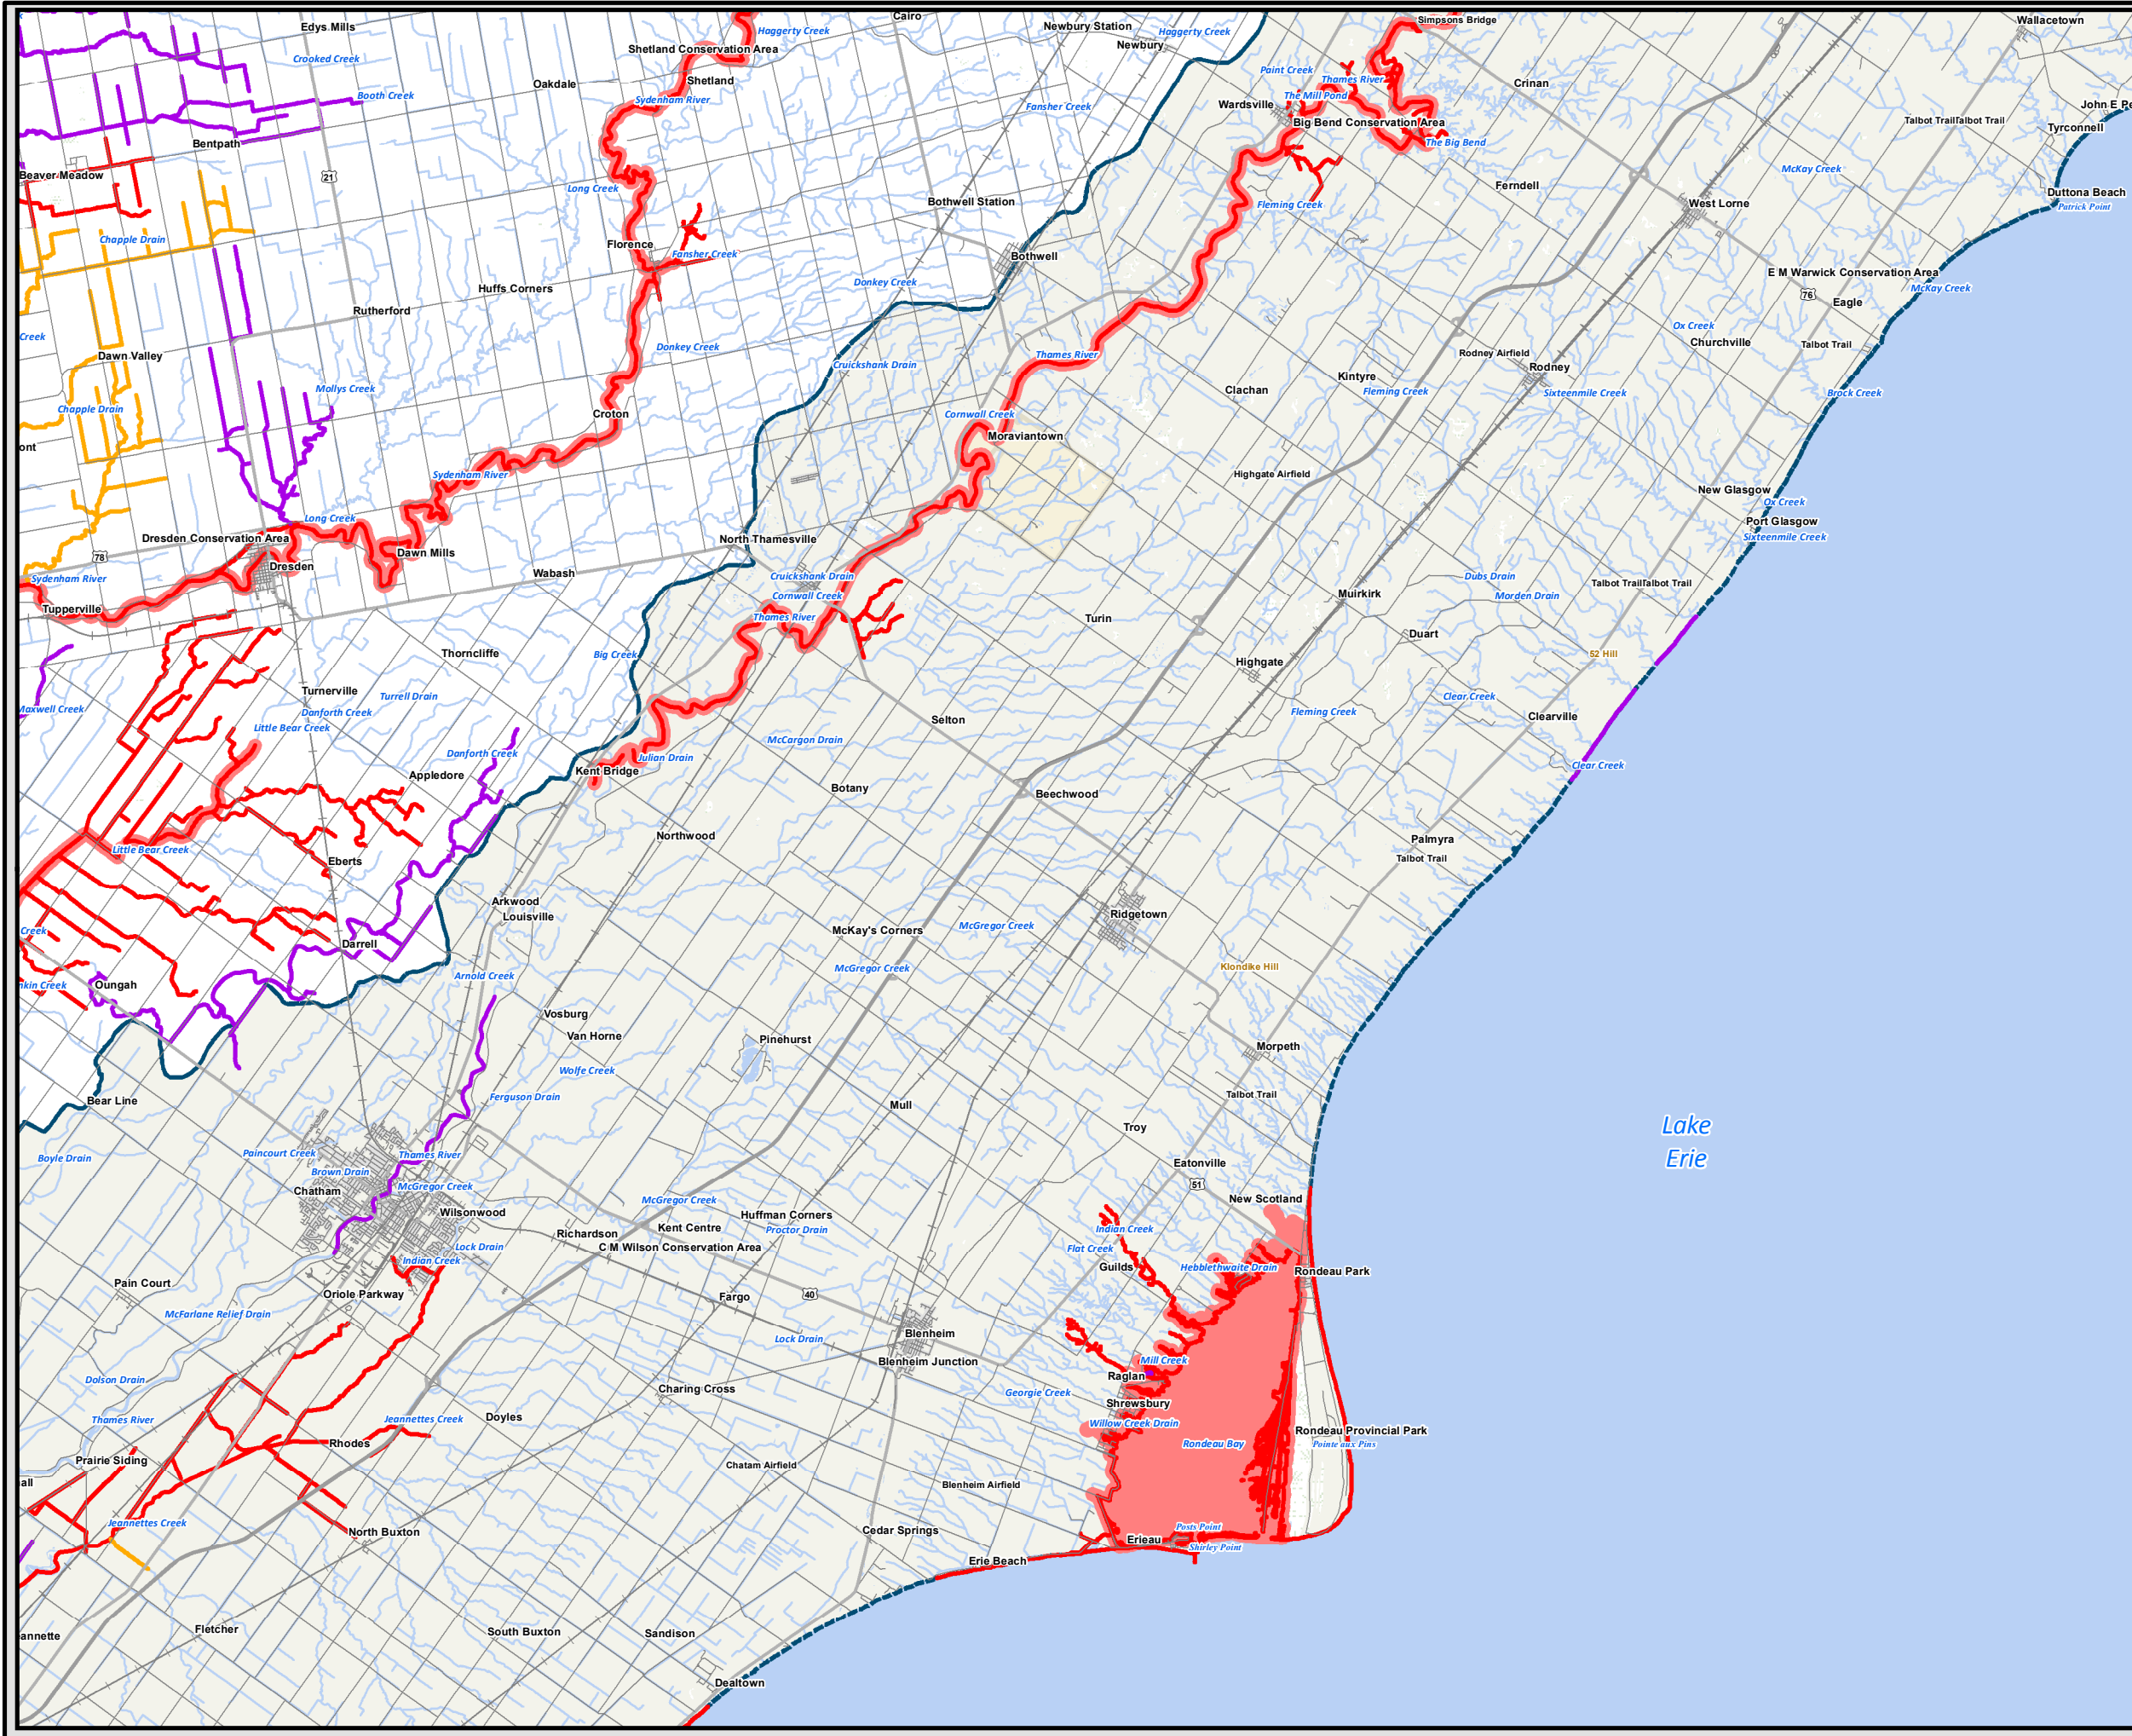 Edys Mills
Cairo
Newbury Station
Simpsons Bridge
Wallacetown
Crooked Creek
Shetland Conservation Area
Haggerty Creek
Newbury
Haggerty Creek
Oakdale
Shetland
Paint Creek
Thames River
Crinan
Booth Creek
Sydenham River
Fansher Creek
The Mill Pond
Wardsville
John E Pe
Bentpath
Big Bend Conservation Area
Talbot Trail
Talbot Trail
Tyrconnell
The Big Bend
Beaver Meadow
21
McKay Creek
Long Creek
Ferndell
Duttona Beach
Bothwell Station
Fleming Creek
West Lorne
Patrick Point
Chapple Drain
Florence
Fansher Creek
Bothwell
E M Warwick Conservation Area
Donkey Creek
Huffs Corners
McKay Creek
76
Eagle
Rutherford
Creek
Ox Creek
Churchville
Talbot Trail
Donkey Creek
Dawn Valley
Thames River
Rodney Airfield
Cruickshank Drain
Rodney
Mollys Creek
Kintyre
Clachan
Fleming Creek
Sixteenmile Creek
Brock Creek
Chapple Drain
Croton
Cornwall Creek
Moraviantown
ont
Sydenham River
Highgate Airfield
New Glasgow
Ox Creek
Long Creek
Port Glasgow
Dresden Conservation Area
North Thamesville
Sixteenmile Creek
78
Dawn Mills
Dresden
Wabash
Cruickshank Drain
Dubs Drain
Talbot Trail
Talbot Trail
Sydenham River
Cornwall Creek
Muirkirk
Morden Drain
Tupperville
Thames River
Turin
Duart
Thorncliffe
Big Creek
Highgate
52 Hill
Turnerville
Turrell Drain
Clear Creek
Maxwell Creek
Danforth Creek
Fleming Creek
Clearville
Little Bear Creek
Selton
McCargon Drain
Danforth Creek
Julian Drain
Clear Creek
Appledore
Kent Bridge
Botany
Beechwood
Northwood
Palmyra
Little Bear Creek
Eberts
Talbot Trail
Arkwood
Louisville
Ridgetown
Creek
McKay's Corners
McGregor Creek
Darrell
Klondike Hill
Arnold Creek
McGregor Creek
nkin Creek
Oungah
Vosburg
Van Horne
Pinehurst
Morpeth
Wolfe Creek
Bear Line
Ferguson Drain
Talbot Trail
Mull
Troy
Lake
Erie
Boyle Drain
Paincourt Creek
Thames River
Brown Drain
Eatonville
Chatham
McGregor Creek
51
McGregor Creek
New Scotland
Wilsonwood
Huffman Corners
Kent Centre
Proctor Drain
Richardson
Indian Creek
C M Wilson Conservation Area
Lock Drain
Flat Creek
Indian Creek
Guilds
Hebblethwaite Drain
Rondeau Park
Pain Court
Oriole Parkway
Fargo
40
McFarlane Relief Drain
Lock Drain
Blenheim
Blenheim Junction
Mill Creek
Dolson Drain
Raglan
Charing Cross
Georgie Creek
Shrewsbury
Thames River
Jeannettes Creek
Doyles
Willow Creek Drain
Rondeau Provincial Park
Rhodes
Rondeau Bay
Pointe aux Pins
Prairie Siding
Chatam Airfield
all
Blenheim Airfield
Jeannettes Creek
North Buxton
Cedar Springs
Posts Point
Erieau
Shirley Point
Erie Beach
Fletcher
South Buxton
Sandison
eannette
Dealtown